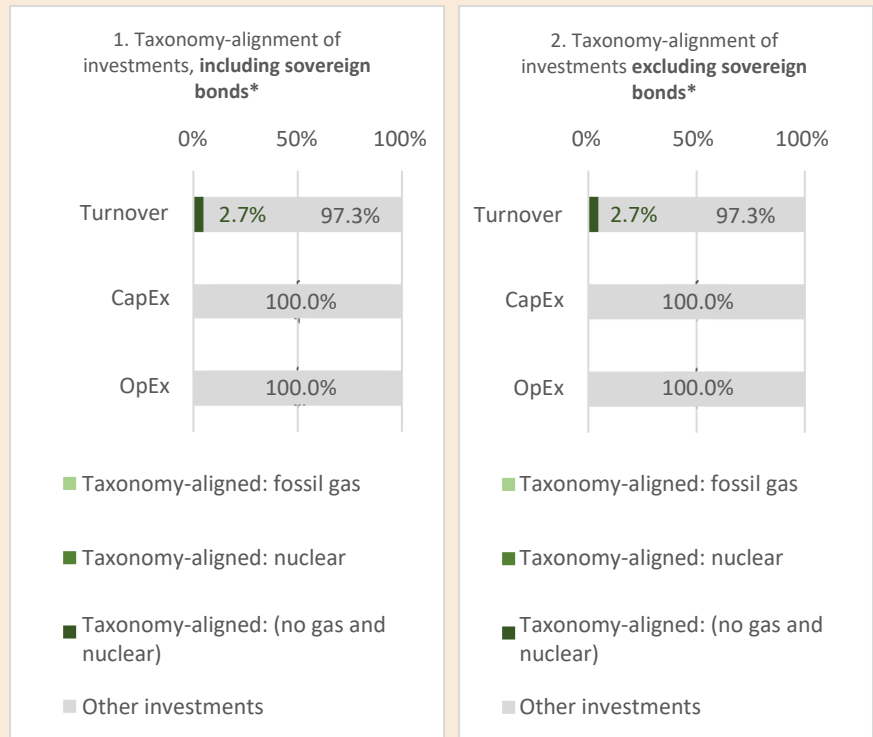 1. Taxonomy-alignment of
investments, including sovereign
bonds*
0% 50% 100%
Turnover 2.7% 97.3%
CapEx 100.0%
OpEx 100.0%
Taxonomy-aligned: fossil gas
Taxonomy-aligned: nuclear
Taxonomy-aligned: (no gas and
nuclear)
Other investments
2. Taxonomy-alignment of
investments excluding sovereign
bonds*
0% 50% 100%
Turnover 2.7% 97.3%
CapEx 100.0%
OpEx 100.0%
Taxonomy-aligned: fossil gas
Taxonomy-aligned: nuclear
Taxonomy-aligned: (no gas and
nuclear)
Other investments